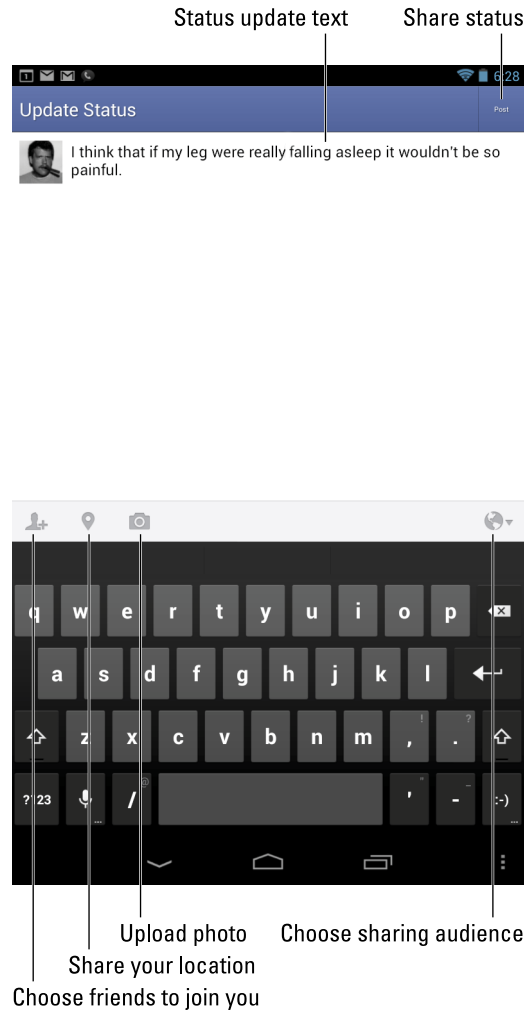 Status update text Share status
1 6:28
Update Status Post
I think that if my leg were really falling asleep it wouldn't be so
painful.
q w e r t y u i o p
a s d f g h j k l
! ?
z x c v b n m , .
@ " _
?123 / ' - :-)
... ...
Upload photo Choose sharing audience
Share your location
Choose friends to join you